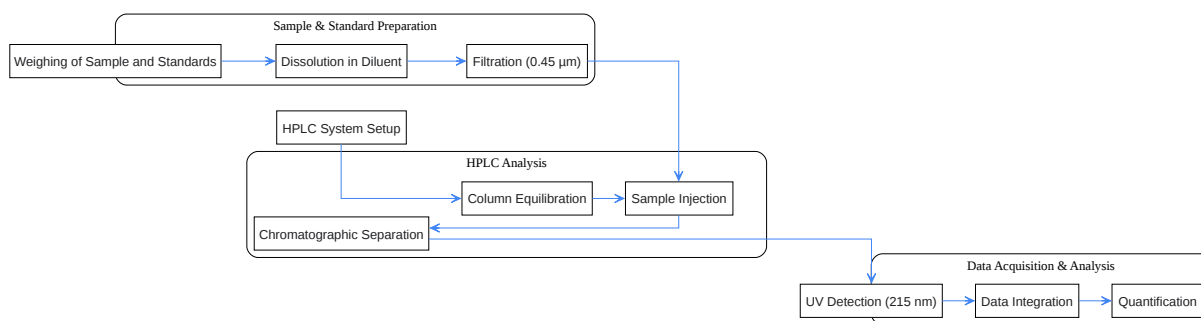 Sample & Standard Preparation
Weighing of Sample and Standards
Dissolution in Diluent
Filtration (0.45 µm)
HPLC System Setup
HPLC Analysis
Column Equilibration
Sample Injection
Chromatographic Separation
Data Acquisition & Analysis
UV Detection (215 nm)
Data Integration
Quantification